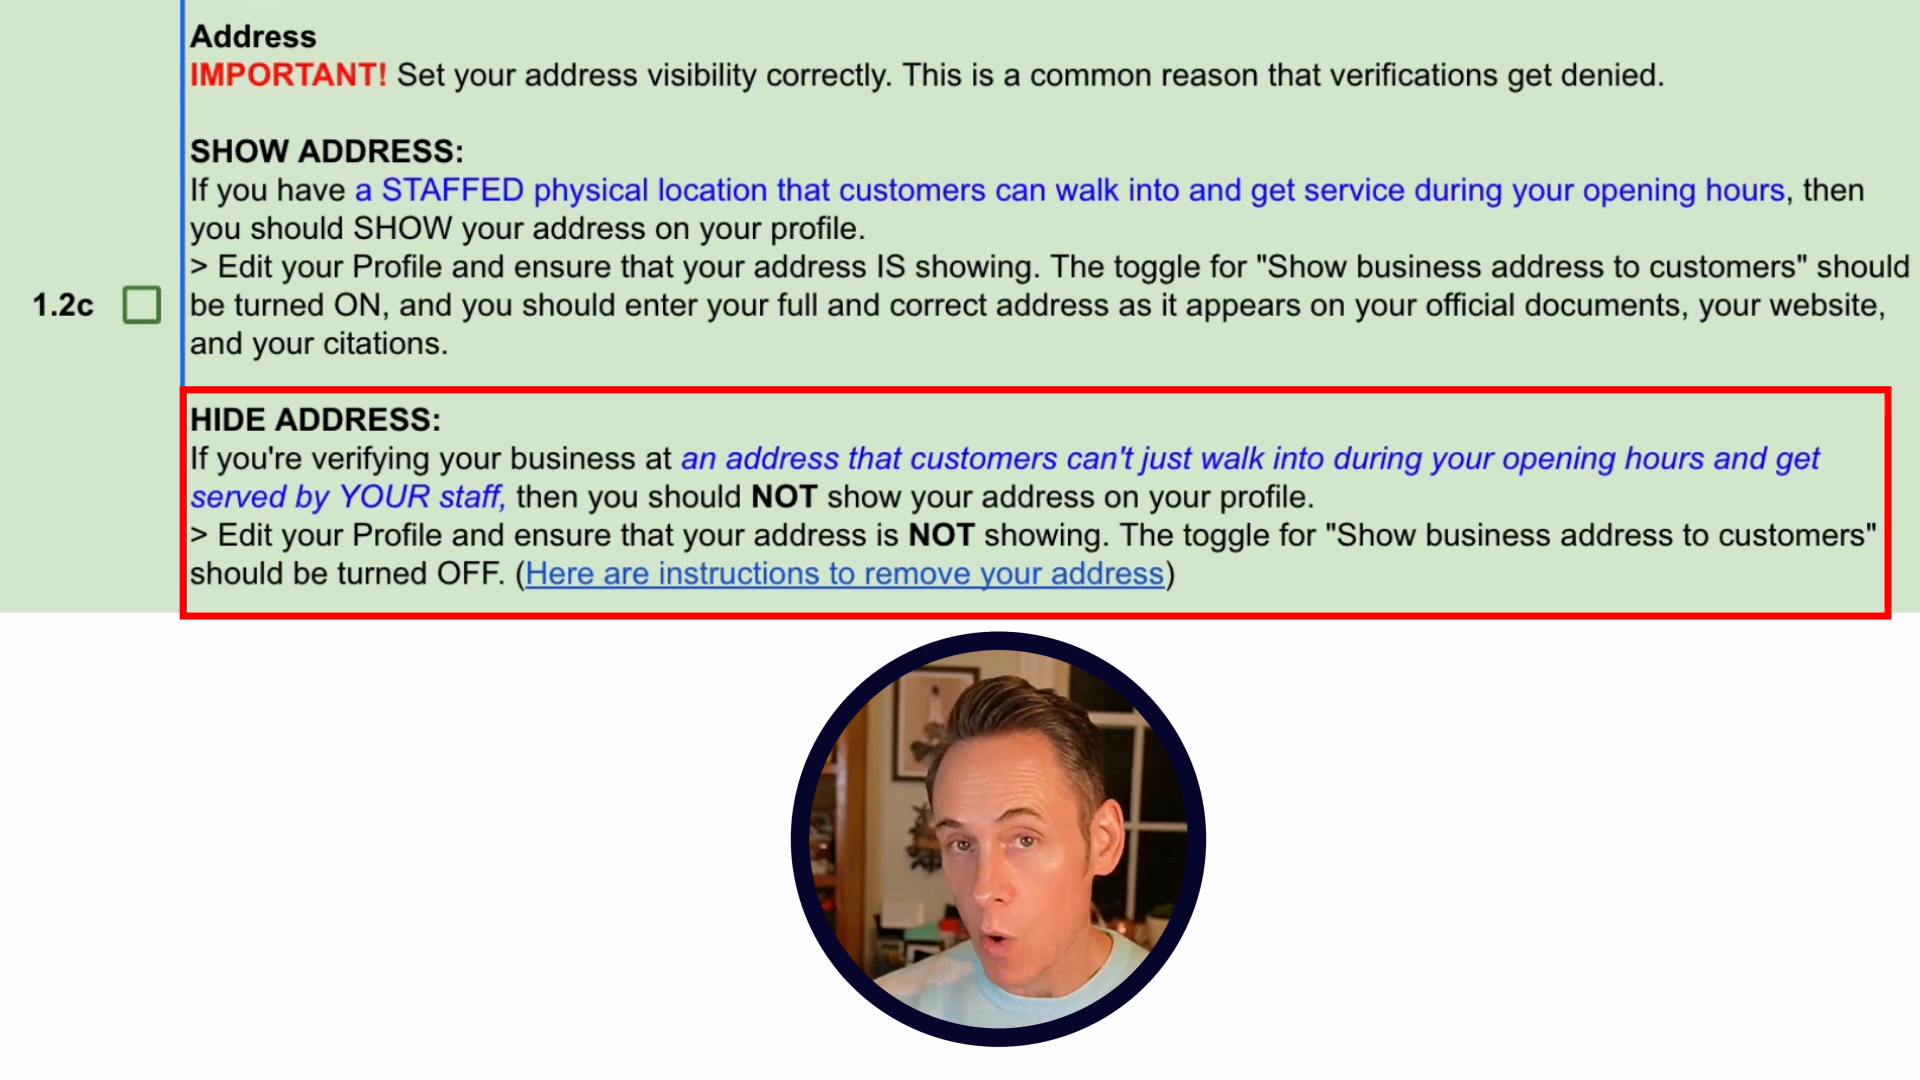 Address
IMPORTANT! Set your address visibility correctly. This is a common reason that verifications get denied.
SHOW ADDRESS:
If you have a STAFFED physical location that customers can walk into and get service during your opening hours, then
you should SHOW your address on your profile.
> Edit your Profile and ensure that your address IS showing. The toggle for "Show business address to customers" should
1.2c be turned ON, and you should enter your full and correct address as it appears on your official documents, your website,
and your citations.
HIDE ADDRESS:
If you're verifying your business at an address that customers can't just walk into during your opening hours and get
served by YOUR staff, then you should NOT show your address on your profile.
> Edit your Profile and ensure that your address is NOT showing. The toggle for "Show business address to customers"
should be turned OFF. (Here are instructions to remove your address)